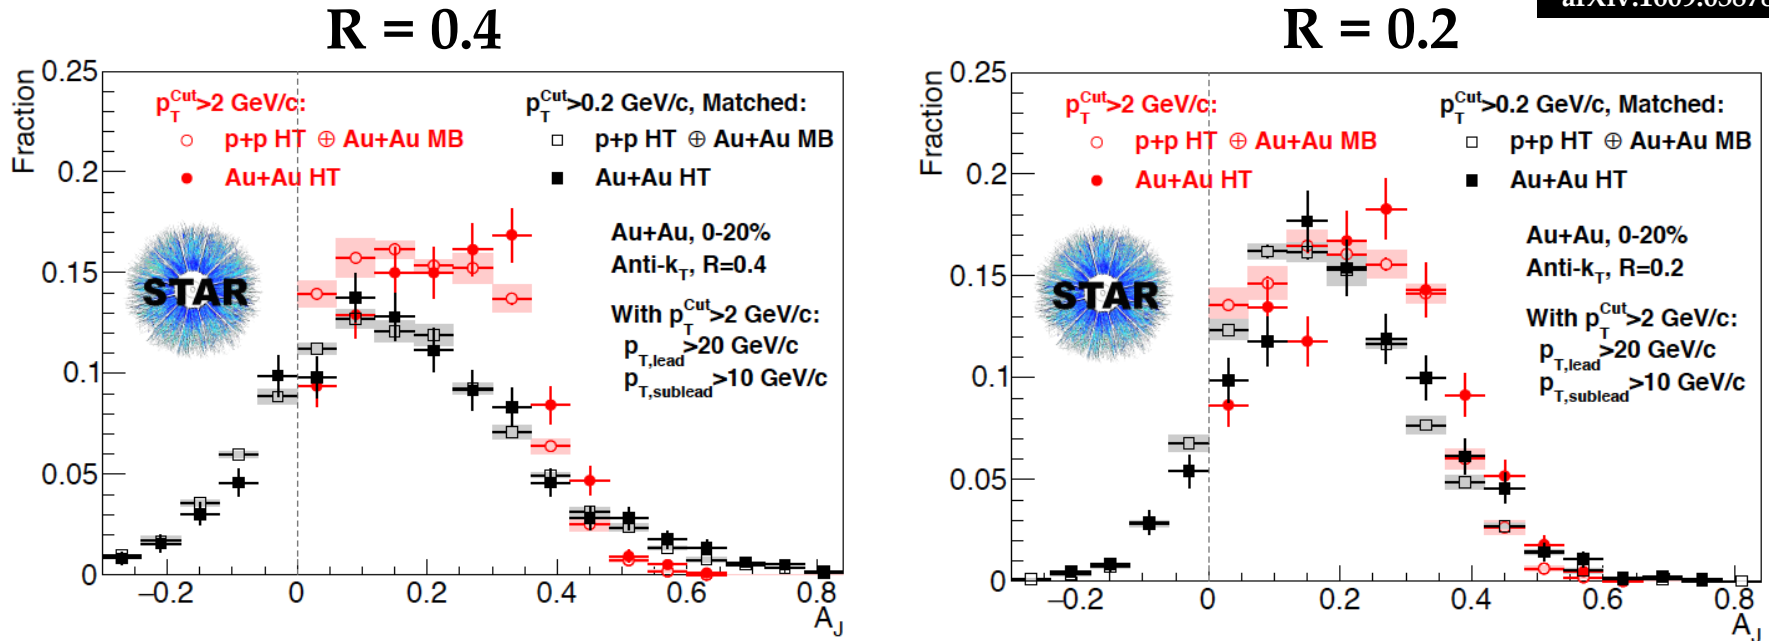 R = 0.4
Fraction
0.25
0.2
0.15
0.1
0.05
0
p_T^Cut>2 GeV/c:
p+p HT ⊕ Au+Au MB
Au+Au HT
p_T^Cut>0.2 GeV/c, Matched:
p+p HT ⊕ Au+Au MB
Au+Au HT
STAR
Au+Au, 0-20%
Anti-k_T, R=0.4
With p_T^Cut>2 GeV/c:
p_T,lead>20 GeV/c
p_T,sublead>10 GeV/c
−0.2 0 0.2 0.4 0.6 0.8
A_J
R = 0.2
Fraction
0.25
0.2
0.15
0.1
0.05
0
p_T^Cut>2 GeV/c:
p+p HT ⊕ Au+Au MB
Au+Au HT
p_T^Cut>0.2 GeV/c, Matched:
p+p HT ⊕ Au+Au MB
Au+Au HT
STAR
Au+Au, 0-20%
Anti-k_T, R=0.2
With p_T^Cut>2 GeV/c:
p_T,lead>20 GeV/c
p_T,sublead>10 GeV/c
−0.2 0 0.2 0.4 0.6 0.8
A_J